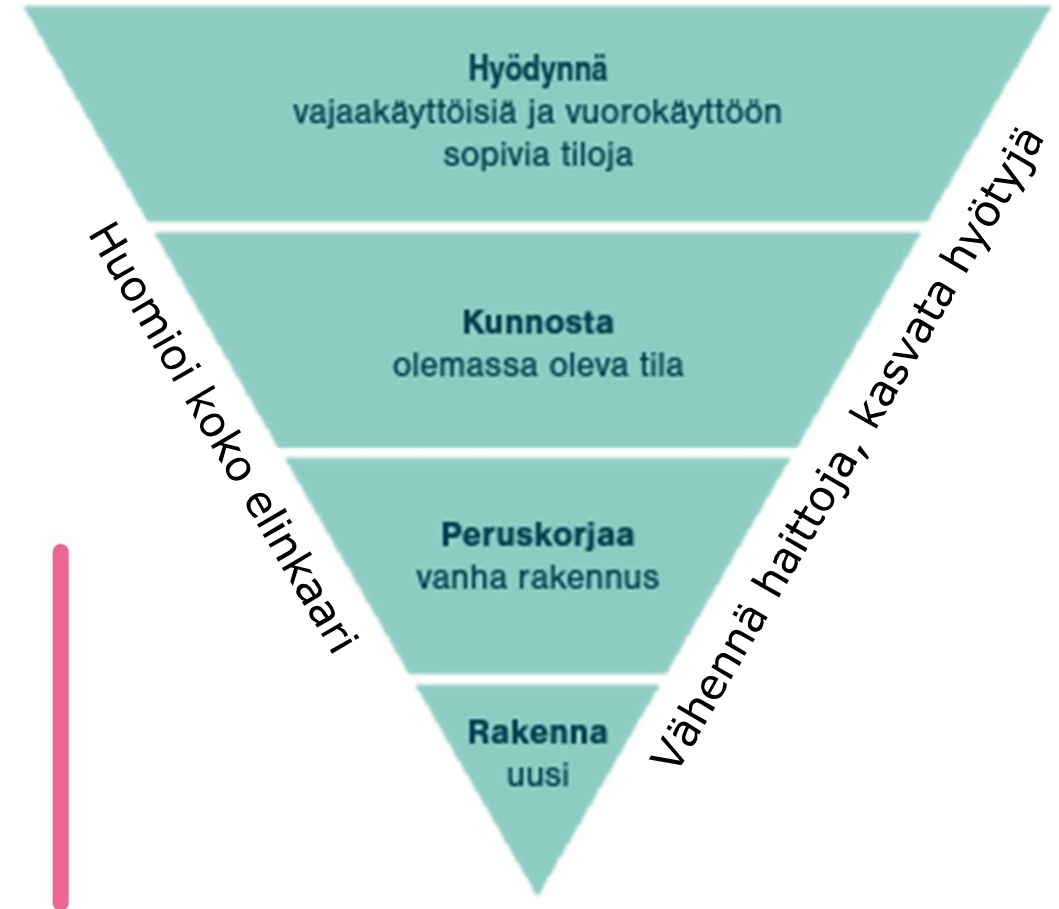 Hyödynnä
vajaakäyttöisiä ja vuorokäyttöön
sopivia tiloja
Kunnosta
olemassa oleva tila
Peruskorjaa
vanha rakennus
Rakenna
uusi
Huomioi koko elinkaari
Vähennä haittoja, kasvata hyötyjä